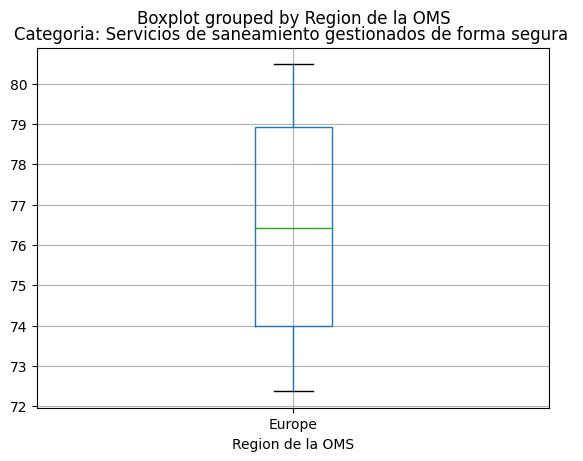 Boxplot grouped by Region de la OMS
Categoria: Servicios de saneamiento gestionados de forma segura
80
79
78
77
76
75
74
73
72
Europe
Region de la OMS